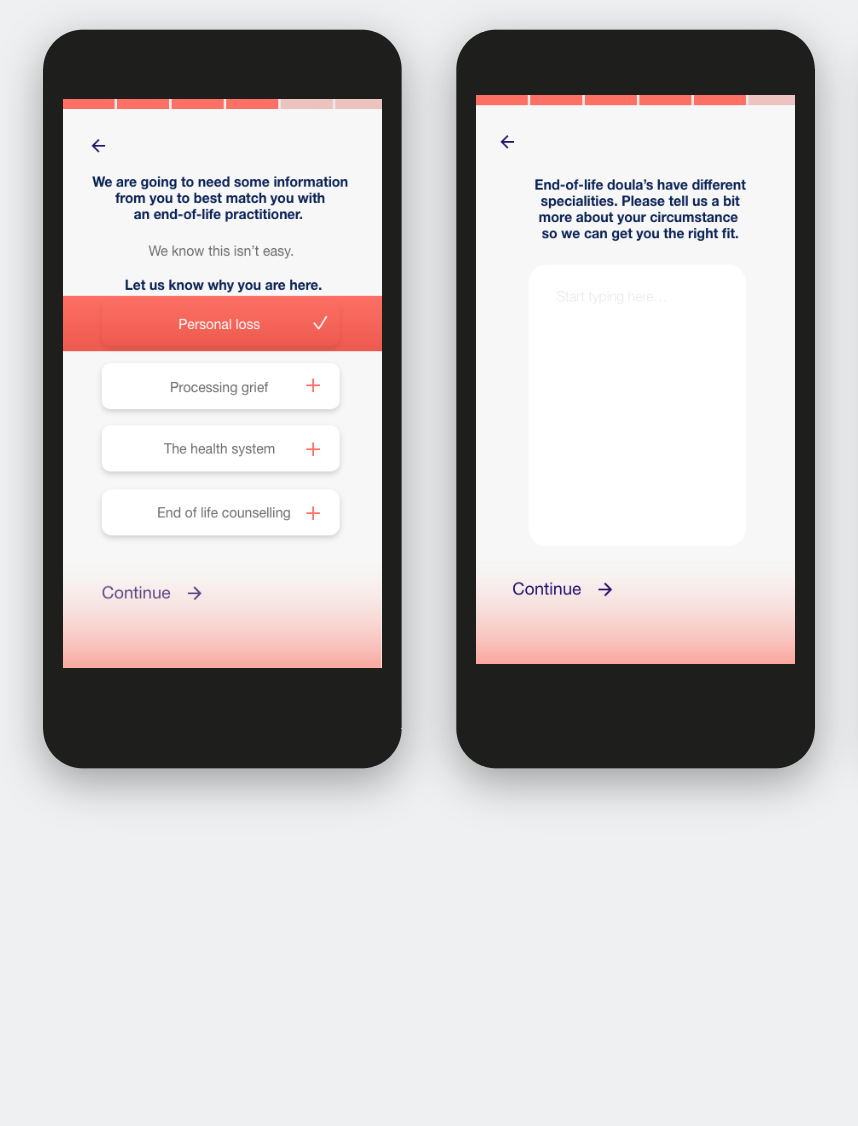 We are going to need some information
from you to best match you with
an end-of-life practitioner.
We know this isn't easy.
Let us know why you are here.
Personal loss
Processing grief
The health system
End of life counselling
Continue
End-of-life doula's have different
specialities. Please tell us a bit
more about your circumstance
so we can get you the right fit.
Start typing here...
Continue